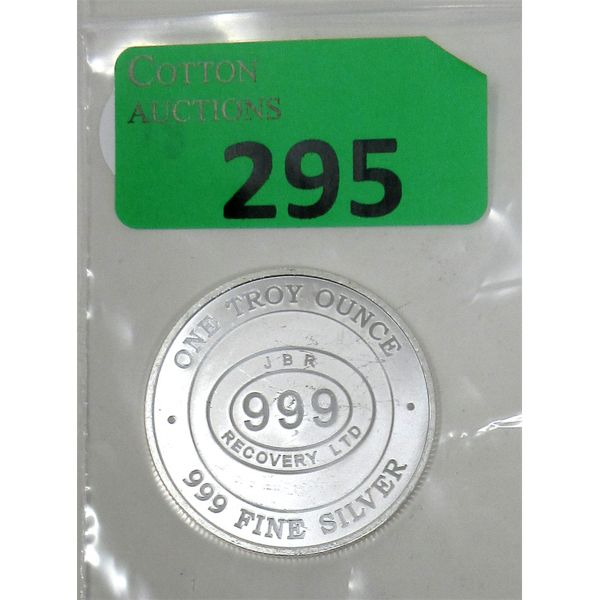 COTTON
AUCTIONS
295
ONE TROY OUNCE
JBR
999
RECOVERY LTD
999 FINE SILVER